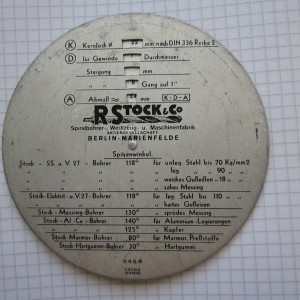 K Kernloch ⌀ mm nach DIN 336 Reihe 2
D für Gewinde Durchmesser
Steigung mm
" " Gang auf 1"
A Abmaß = mm K-D-A
R.STOCK & Co
Spiralbohrer-, Werkzeug- u. Maschinenfabrik
AKTIENGESELLSCHAFT
BERLIN-MARIENFELDE
Spitzenwinkel
Stock - SS. u. V. 27 - Bohrer 118° für unleg. Stahl bis 70 Kg/mm2
" " " " " leg. " 90 "
" " " " " weiches Gußeisen "
" " " " " zähes Messing
Stock-Elektri-u. V 27-Bohrer 118° für leg. Stahl bis 110 "
" " " " hartes Gußeisen
Stock-Messing-Bohrer 130° " sprödes Messing
Stock-Al-Cu-Bohrer 140° " Aluminium-Legierungen
" " " " 125° " Kupfer
Stock-Marmor-Bohrer 80° für Marmor, Preßstoffe
Stock-Hartgummi-Bohrer 30° " Hartgummi
D.R.G.M.